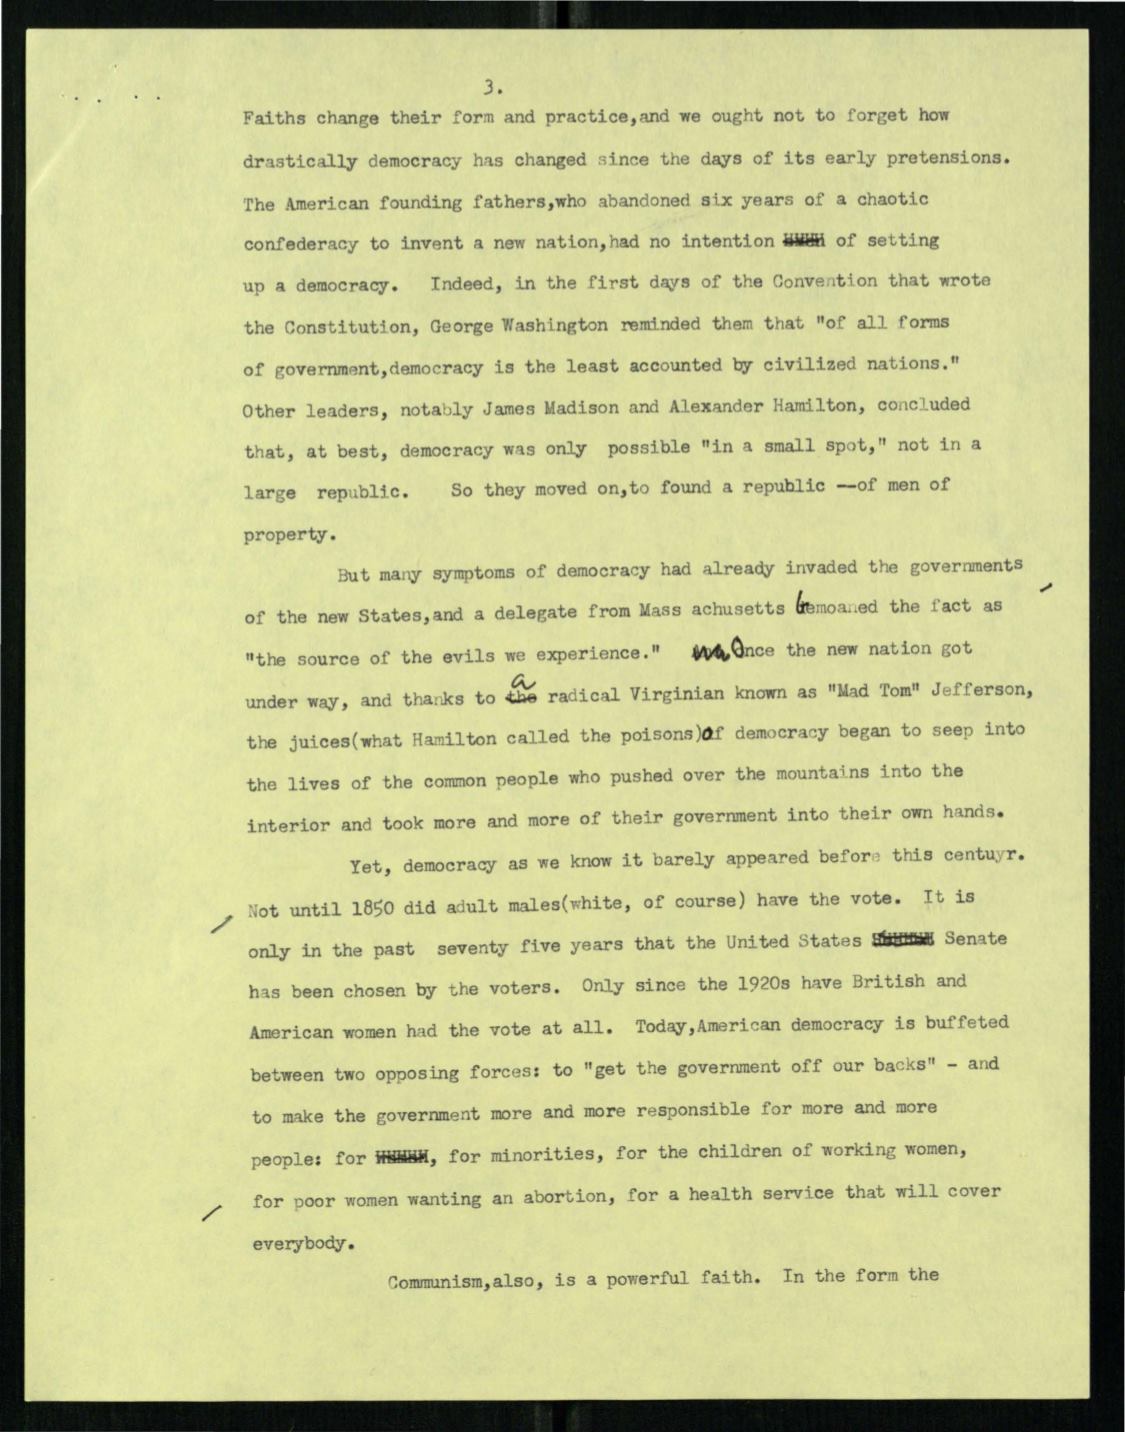 3.
Faiths change their form and practice,and we ought not to forget how
drastically democracy has changed since the days of its early pretensions.
The American founding fathers,who abandoned six years of a chaotic
confederacy to invent a new nation,had no intention of setting
up a democracy. Indeed, in the first days of the Convention that wrote
the Constitution, George Washington reminded them that "of all forms
of government,democracy is the least accounted by civilized nations."
Other leaders, notably James Madison and Alexander Hamilton, concluded
that, at best, democracy was only possible "in a small spot," not in a
large republic. So they moved on,to found a republic --of men of
property.
But many symptoms of democracy had already invaded the governments
of the new States,and a delegate from Mass achusetts bemoaned the fact as
"the source of the evils we experience." Once the new nation got
under way, and thanks to a radical Virginian known as "Mad Tom" Jefferson,
the juices(what Hamilton called the poisons)of democracy began to seep into
the lives of the common people who pushed over the mountains into the
interior and took more and more of their government into their own hands.
Yet, democracy as we know it barely appeared before this centuyr.
Not until 1850 did adult males(white, of course) have the vote. It is
only in the past seventy five years that the United States Senate
has been chosen by the voters. Only since the 1920s have British and
American women had the vote at all. Today,American democracy is buffeted
between two opposing forces: to "get the government off our backs" - and
to make the government more and more responsible for more and more
people: for , for minorities, for the children of working women,
for poor women wanting an abortion, for a health service that will cover
everybody.
Communism,also, is a powerful faith. In the form the